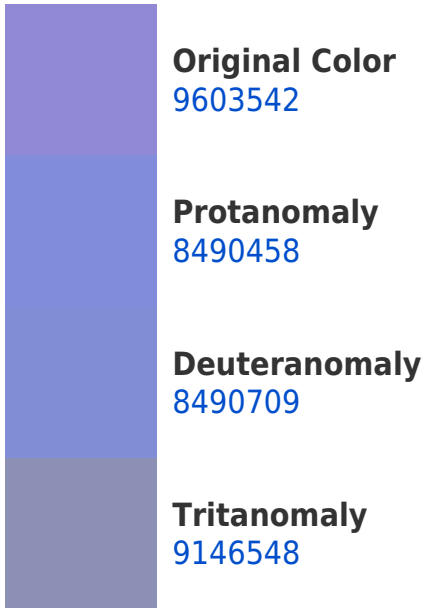 Original Color
9603542
Protanomaly
8490458
Deuteranomaly
8490709
Tritanomaly
9146548